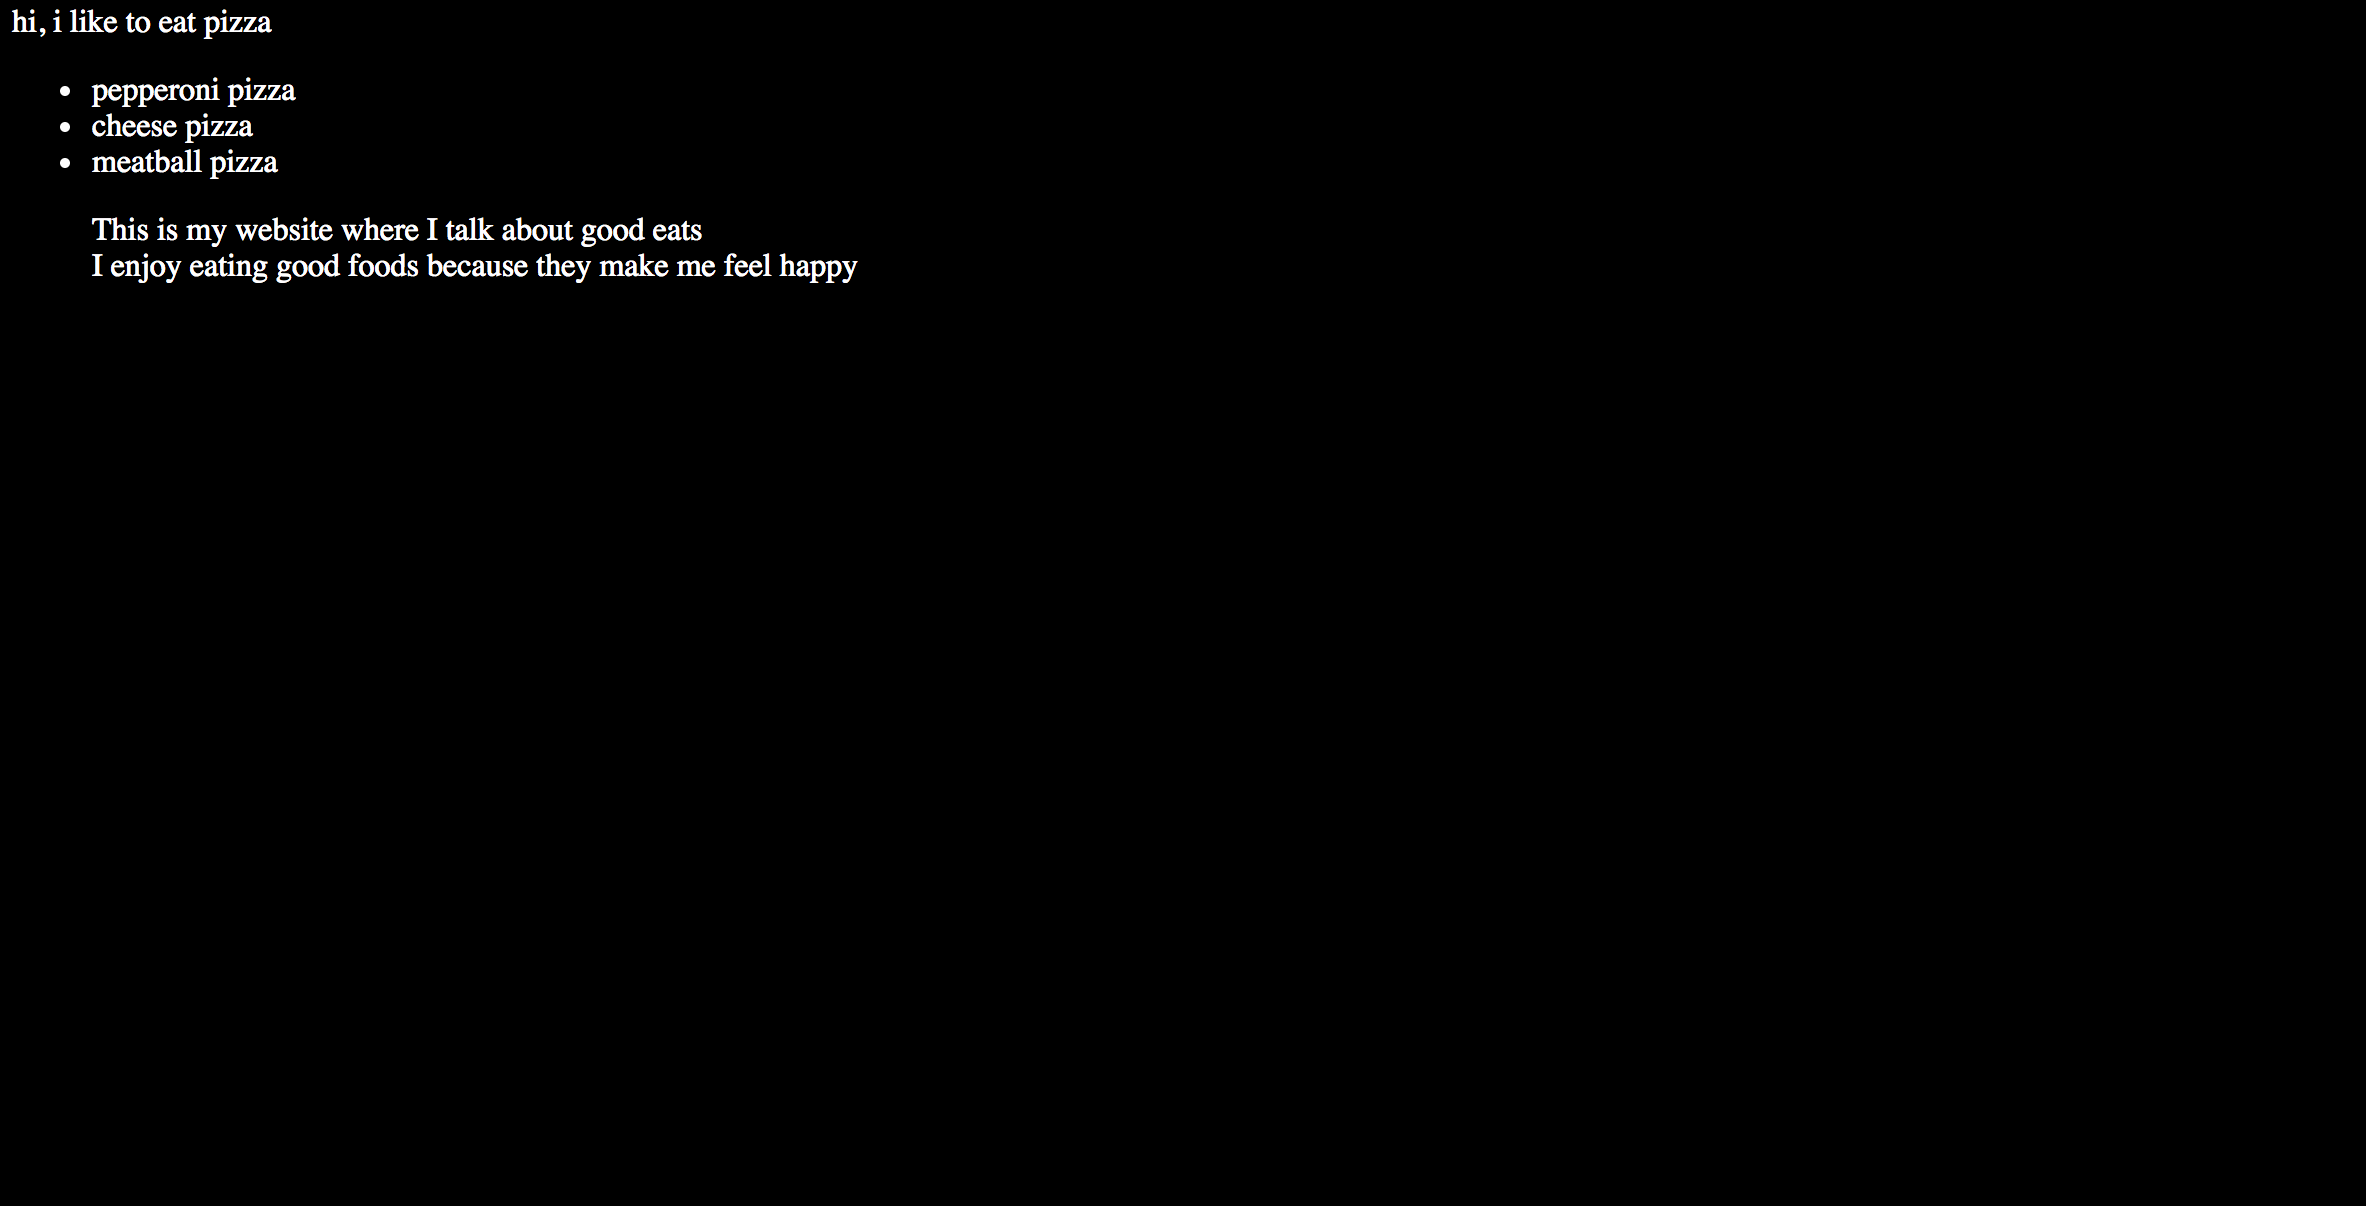 hi, i like to eat pizza
• pepperoni pizza
• cheese pizza
• meatball pizza
This is my website where I talk about good eats
I enjoy eating good foods because they make me feel happy